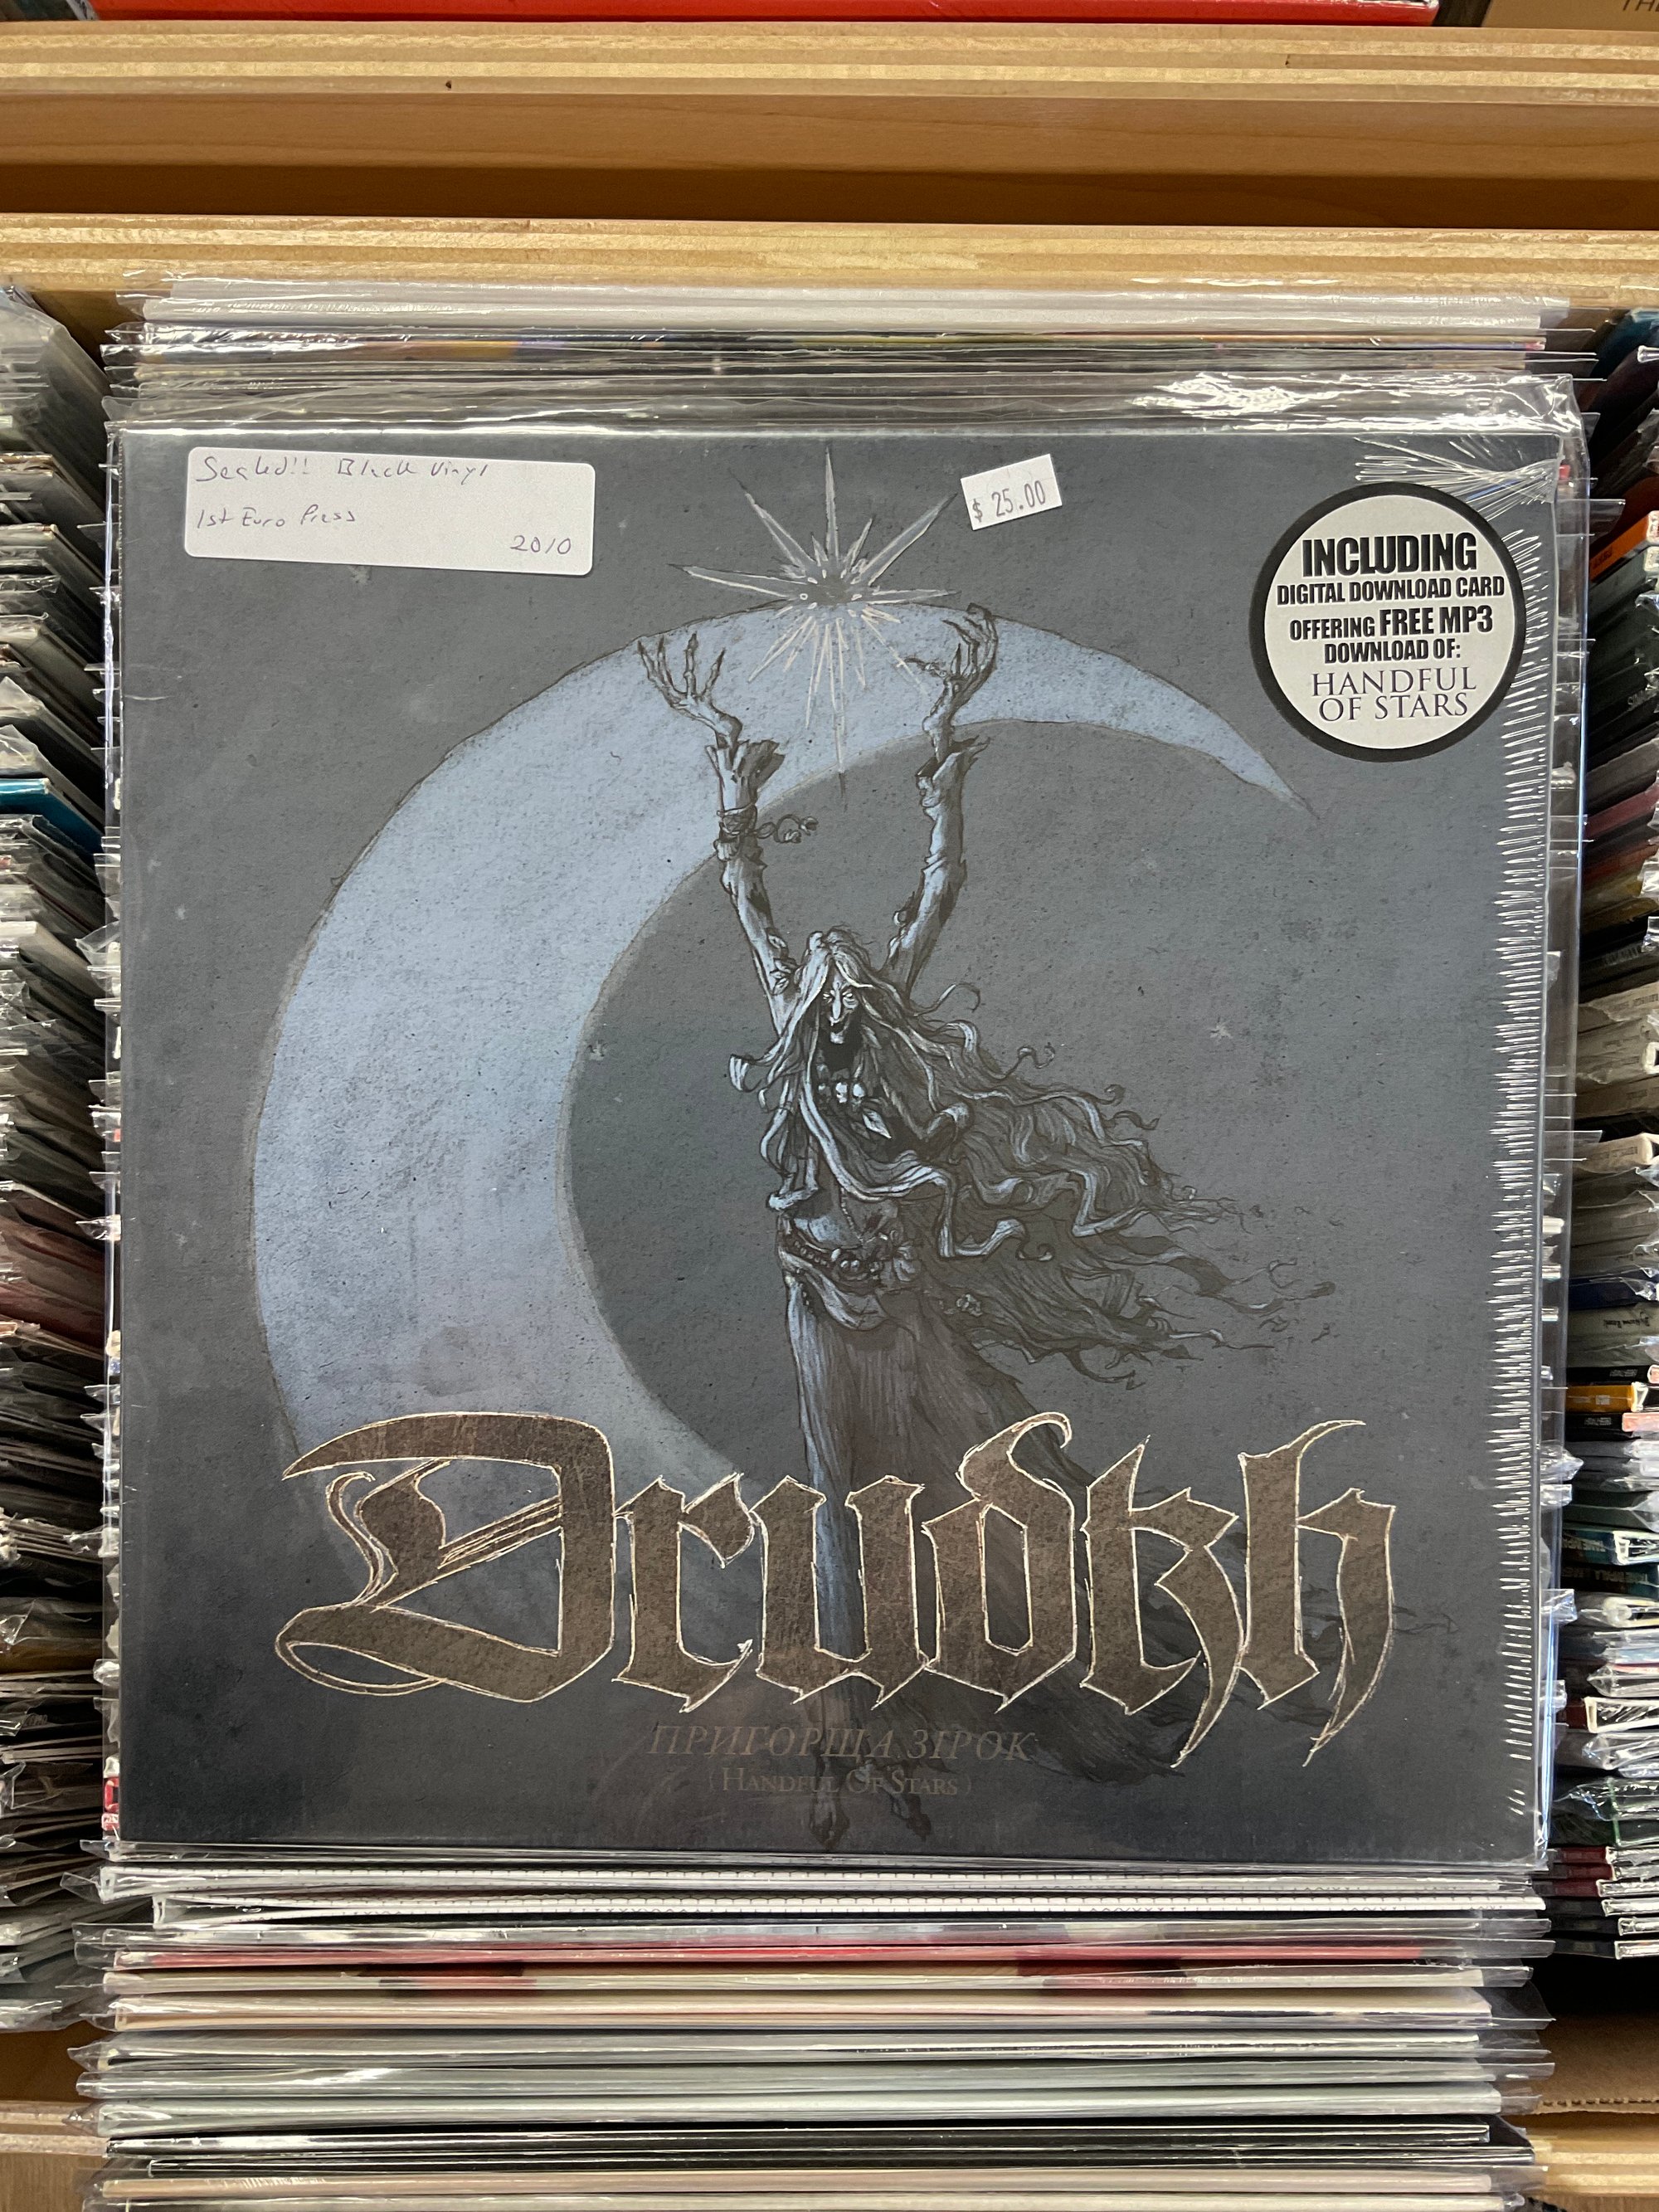 Sealed!! Black Vinyl
1st Euro Press
2010
$ 25.00
INCLUDING
DIGITAL DOWNLOAD CARD
OFFERING FREE MP3
DOWNLOAD OF:
HANDFUL
OF STARS
Drudkh
ПРИГОРЩА ЗІРОК
(HANDFUL OF STARS)